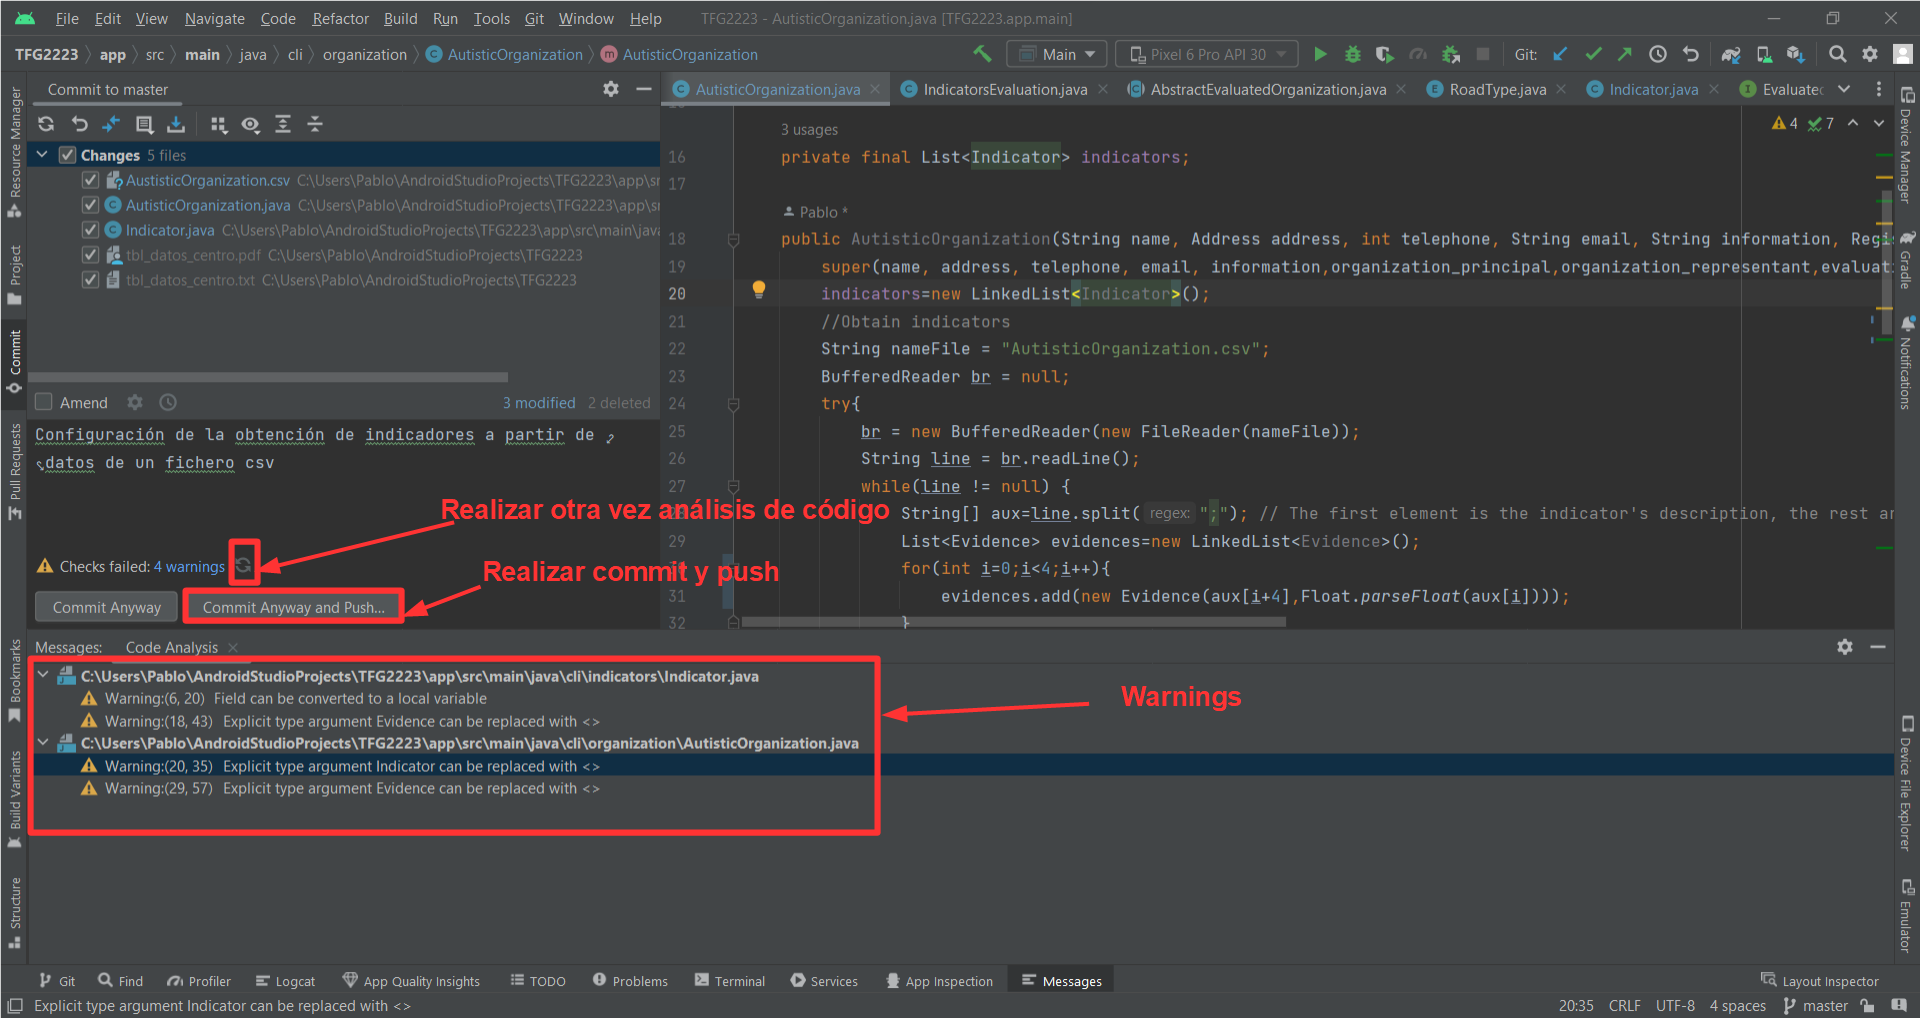 File Edit View Navigate Code Refactor Build Run Tools Git Window Help TFG2223 - AutisticOrganization.java [TFG2223.app.main]
TFG2223 app src main java cli organization AutisticOrganization AutisticOrganization Main Pixel 6 Pro API 30 Git:
Commit to master
AutisticOrganization.java IndicatorsEvaluation.java AbstractEvaluatedOrganization.java RoadType.java Indicator.java Evaluated
Resource Manager
Project
Commit
Pull Requests
Bookmarks
Build Variants
Structure
Changes 5 files
AustisticOrganization.csv C:\Users\Pablo\AndroidStudioProjects\TFG2223\app\sr
AutisticOrganization.java C:\Users\Pablo\AndroidStudioProjects\TFG2223\app\sr
Indicator.java C:\Users\Pablo\AndroidStudioProjects\TFG2223\app\src\main\java
tbl_datos_centro.pdf C:\Users\Pablo\AndroidStudioProjects\TFG2223
tbl_datos_centro.txt C:\Users\Pablo\AndroidStudioProjects\TFG2223
Amend 3 modified 2 deleted
Configuración de la obtención de indicadores a partir de
datos de un fichero csv
Realizar otra vez análisis de código
Checks failed: 4 warnings
Realizar commit y push
Commit Anyway Commit Anyway and Push...
4 7
3 usages
16 private final List<Indicator> indicators;
17
Pablo *
18 public AutisticOrganization(String name, Address address, int telephone, String email, String information, Regi
19 super(name, address, telephone, email, information,organization_principal,organization_representant,evaluat
20 indicators=new LinkedList<Indicator>();
21 //Obtain indicators
22 String nameFile = "AutisticOrganization.csv";
23 BufferedReader br = null;
24 try{
25 br = new BufferedReader(new FileReader(nameFile));
26 String line = br.readLine();
27 while(line != null) {
String[] aux=line.split( regex: ";"); // The first element is the indicator's description, the rest ar
29 List<Evidence> evidences=new LinkedList<Evidence>();
for(int i=0;i<4;i++){
31 evidences.add(new Evidence(aux[i+4],Float.parseFloat(aux[i])));
32 }
Device Manager
Gradle
Notifications
Device File Explorer
Emulator
Messages: Code Analysis
C:\Users\Pablo\AndroidStudioProjects\TFG2223\app\src\main\java\cli\indicators\Indicator.java
Warning:(6, 20) Field can be converted to a local variable
Warning:(18, 43) Explicit type argument Evidence can be replaced with <>
C:\Users\Pablo\AndroidStudioProjects\TFG2223\app\src\main\java\cli\organization\AutisticOrganization.java
Warning:(20, 35) Explicit type argument Indicator can be replaced with <>
Warning:(29, 57) Explicit type argument Evidence can be replaced with <>
Warnings
Git Find Profiler Logcat App Quality Insights TODO Problems Terminal Services App Inspection Messages Layout Inspector
Explicit type argument Indicator can be replaced with <> 20:35 CRLF UTF-8 4 spaces master